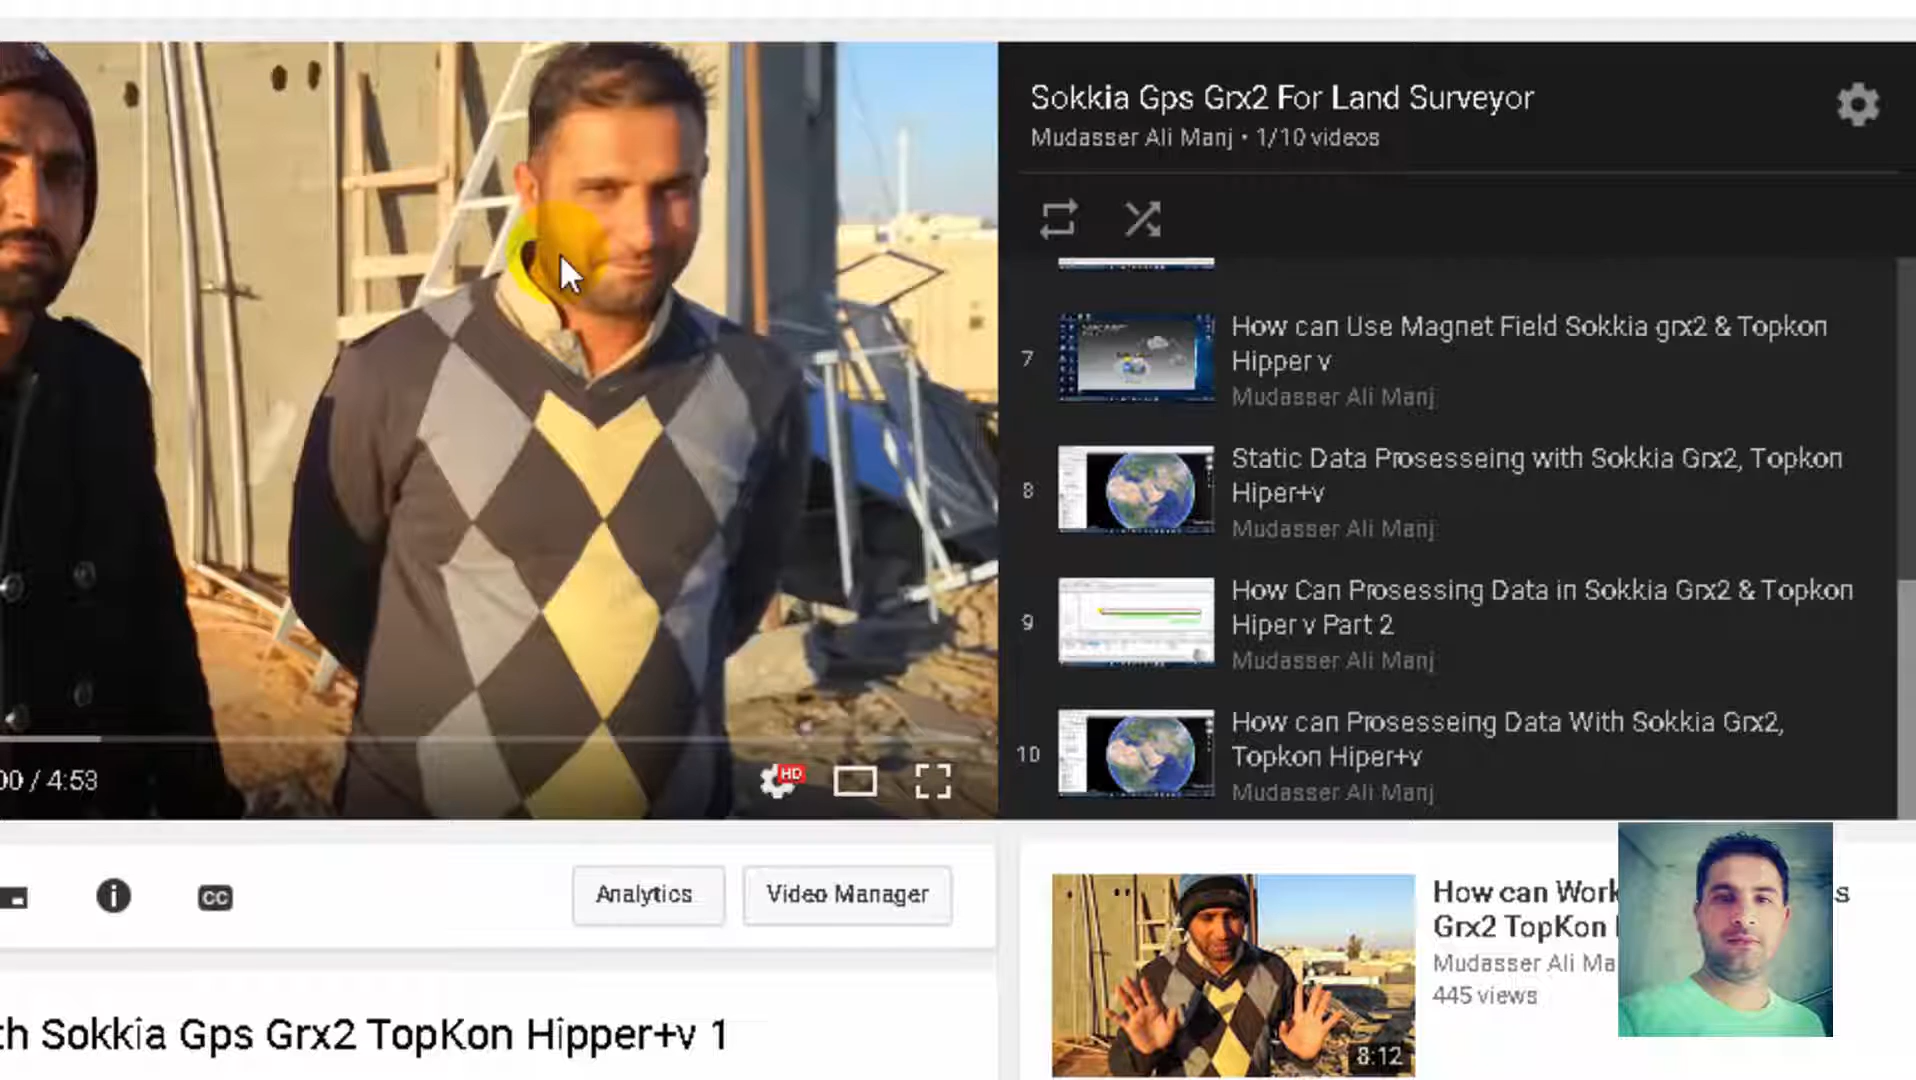 Sokkia Gps Grx2 For Land Surveyor
Mudasser Ali Manj • 1/10 videos
7
How can Use Magnet Field Sokkia grx2 & Topkon
Hipper v
Mudasser Ali Manj
8
Static Data Prosesseing with Sokkia Grx2, Topkon
Hiper+v
Mudasser Ali Manj
9
How Can Prosessing Data in Sokkia Grx2 & Topkon
Hiper v Part 2
Mudasser Ali Manj
10
How can Prosesseing Data With Sokkia Grx2,
Topkon Hiper+v
Mudasser Ali Manj
/ 4:53
HD
CC
Analytics
Video Manager
Sokkia Gps Grx2 TopKon Hipper+v 1
How can Work
Grx2 TopKon
Mudasser Ali
445 views
8:12